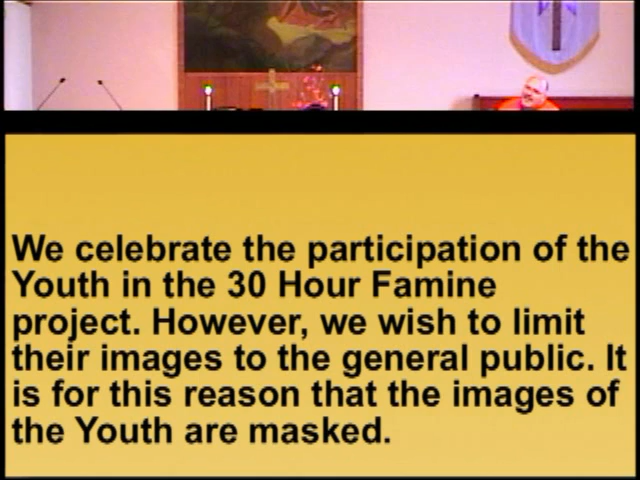 We celebrate the participation of the
Youth in the 30 Hour Famine
project. However, we wish to limit
their images to the general public. It
is for this reason that the images of
the Youth are masked.